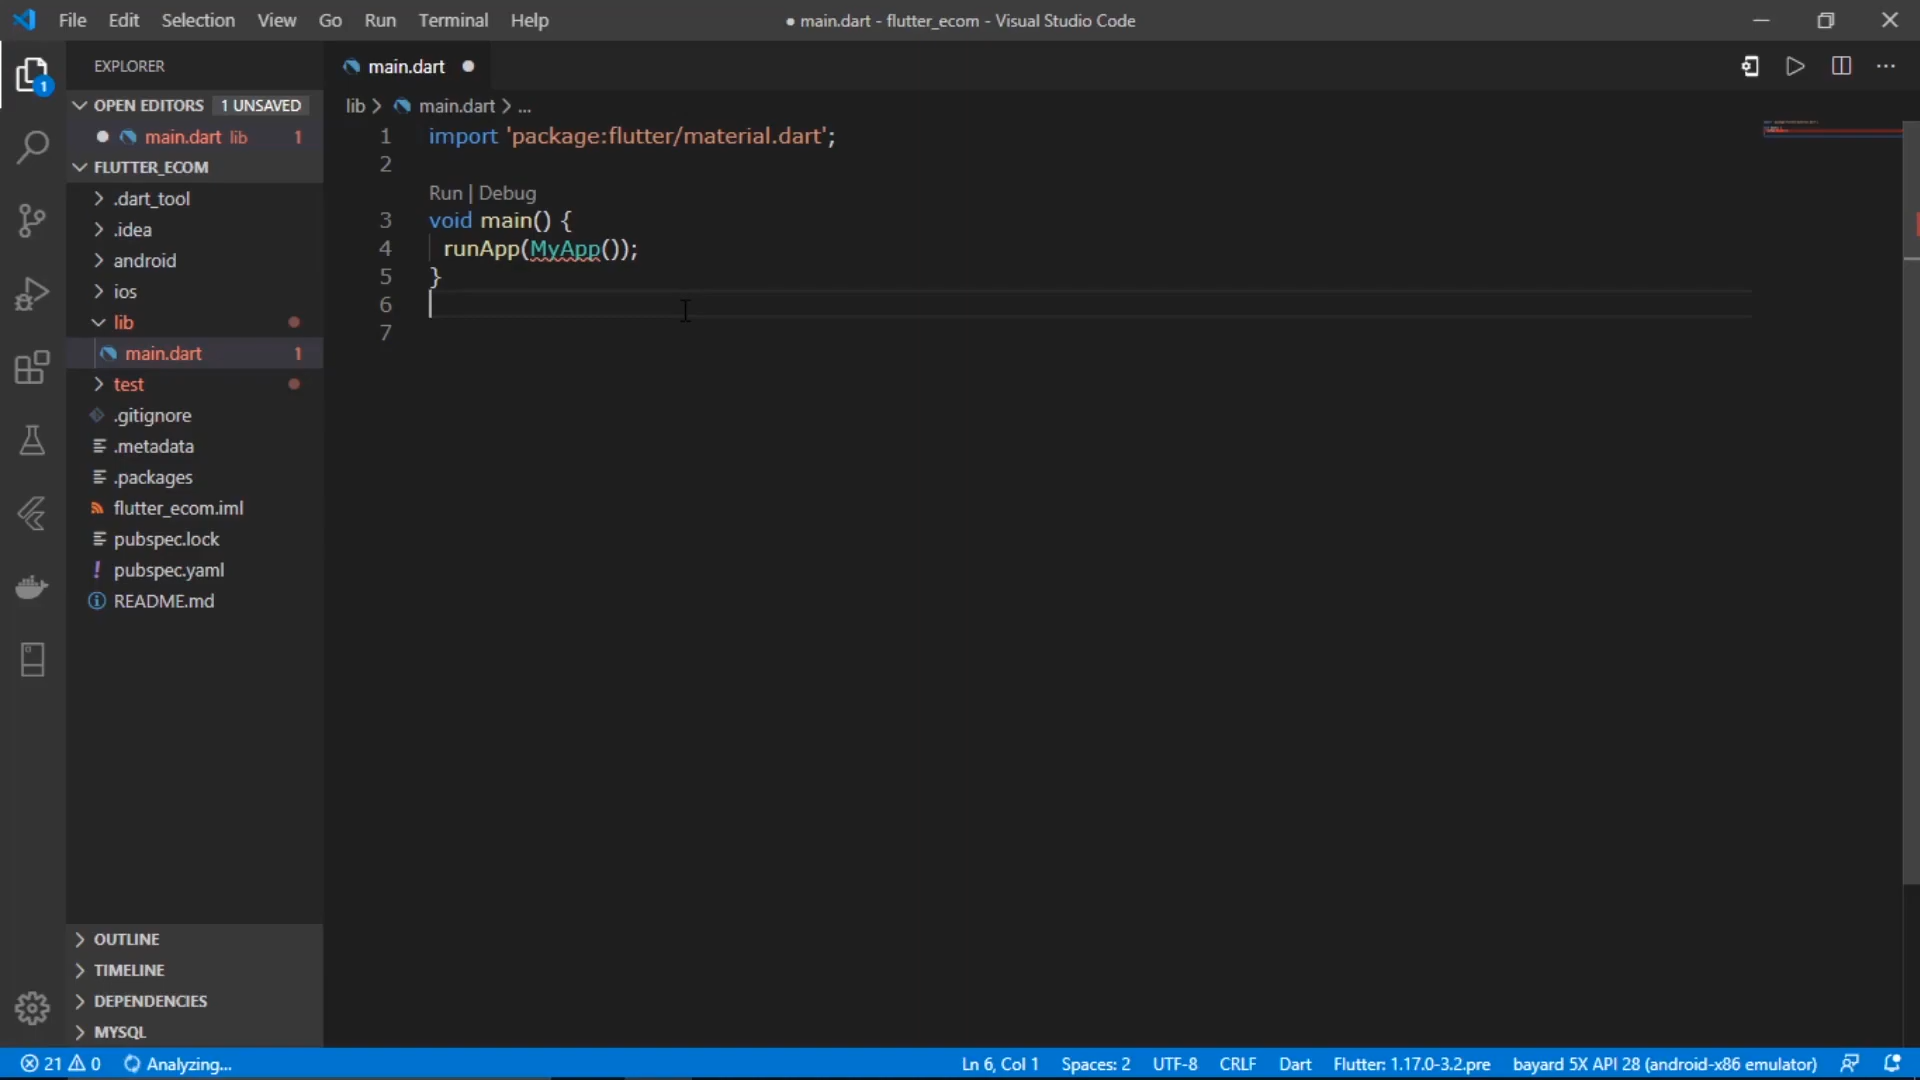 File Edit Selection View Go Run Terminal Help
● main.dart - flutter_ecom - Visual Studio Code
EXPLORER
1
OPEN EDITORS 1 UNSAVED
main.dart lib 1
FLUTTER_ECOM
.dart_tool
.idea
android
ios
lib
main.dart 1
test
.gitignore
.metadata
.packages
flutter_ecom.iml
pubspec.lock
! pubspec.yaml
README.md
OUTLINE
TIMELINE
DEPENDENCIES
MYSQL
main.dart
lib > main.dart > ...
1 import 'package:flutter/material.dart';
2
Run | Debug
3 void main() {
4 runApp(MyApp());
5 }
6
7
21 0 Analyzing... Ln 6, Col 1 Spaces: 2 UTF-8 CRLF Dart Flutter: 1.17.0-3.2.pre bayard 5X API 28 (android-x86 emulator)